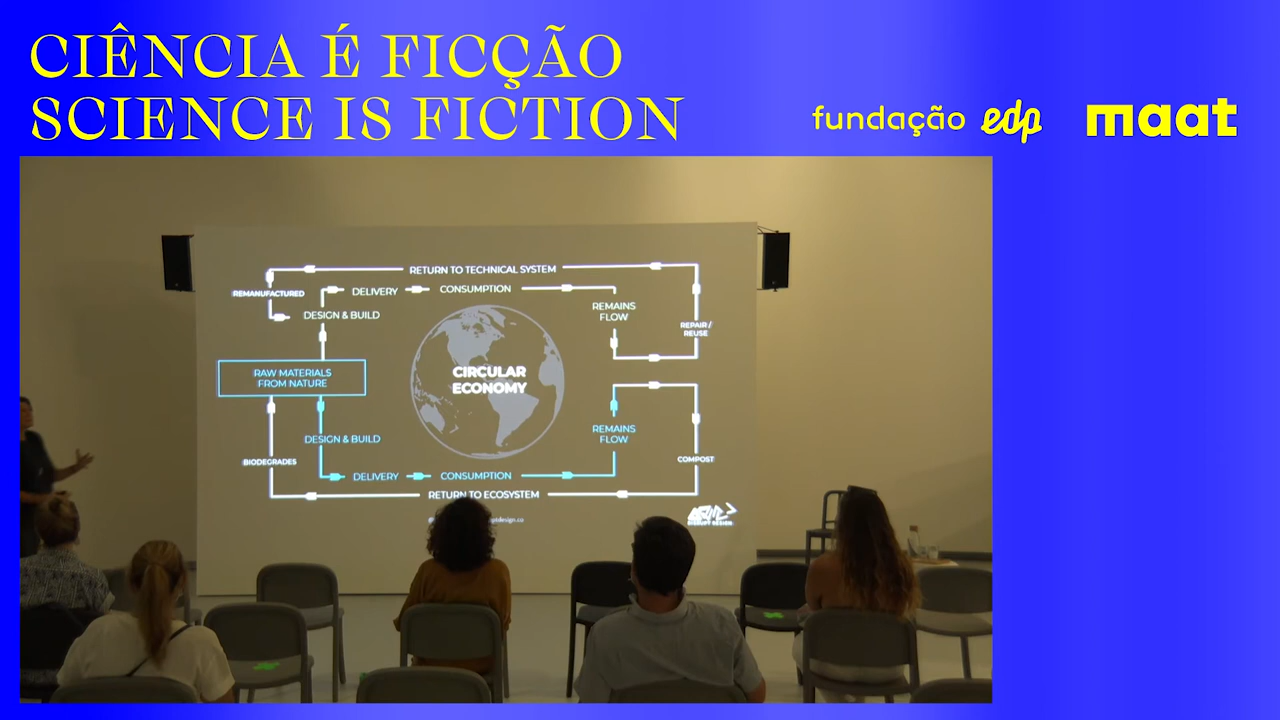 CIÊNCIA É FICÇÃO
SCIENCE IS FICTION
fundação edp
maat
RETURN TO TECHNICAL SYSTEM
REMANUFACTURED
DELIVERY
CONSUMPTION
DESIGN & BUILD
REMAINS
FLOW
REPAIR /
REUSE
RAW MATERIALS
FROM NATURE
CIRCULAR
ECONOMY
DESIGN & BUILD
REMAINS
FLOW
BIODEGRADES
COMPOST
DELIVERY
CONSUMPTION
RETURN TO ECOSYSTEM
DISRUPT DESIGN